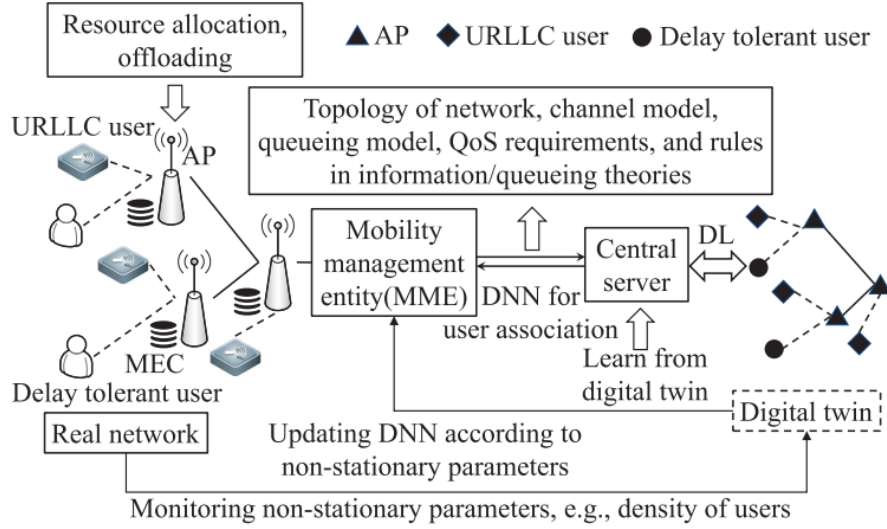 Resource allocation,
offloading
AP
URLLC user
Delay tolerant user
Topology of network, channel model,
queueing model, QoS requirements, and rules
in information/queueing theories
URLLC user
AP
Mobility
management
entity(MME)
Central
server
DL
DNN for
user association
MEC
Delay tolerant user
Learn from
digital twin
Real network
Digital twin
Updating DNN according to
non-stationary parameters
Monitoring non-stationary parameters, e.g., density of users